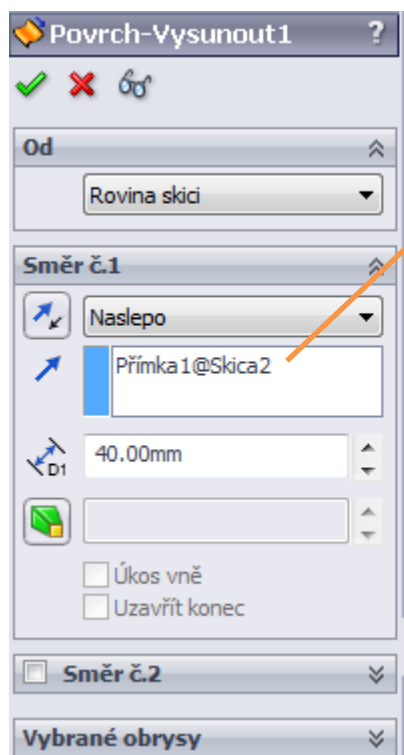 Povrch-Vysunout1 ?
Od
Rovina skici
Směr č.1
Naslepo
Přímka1@Skica2
D1 40.00mm
Úkos vně
Uzavřít konec
Směr č.2
Vybrané obrysy